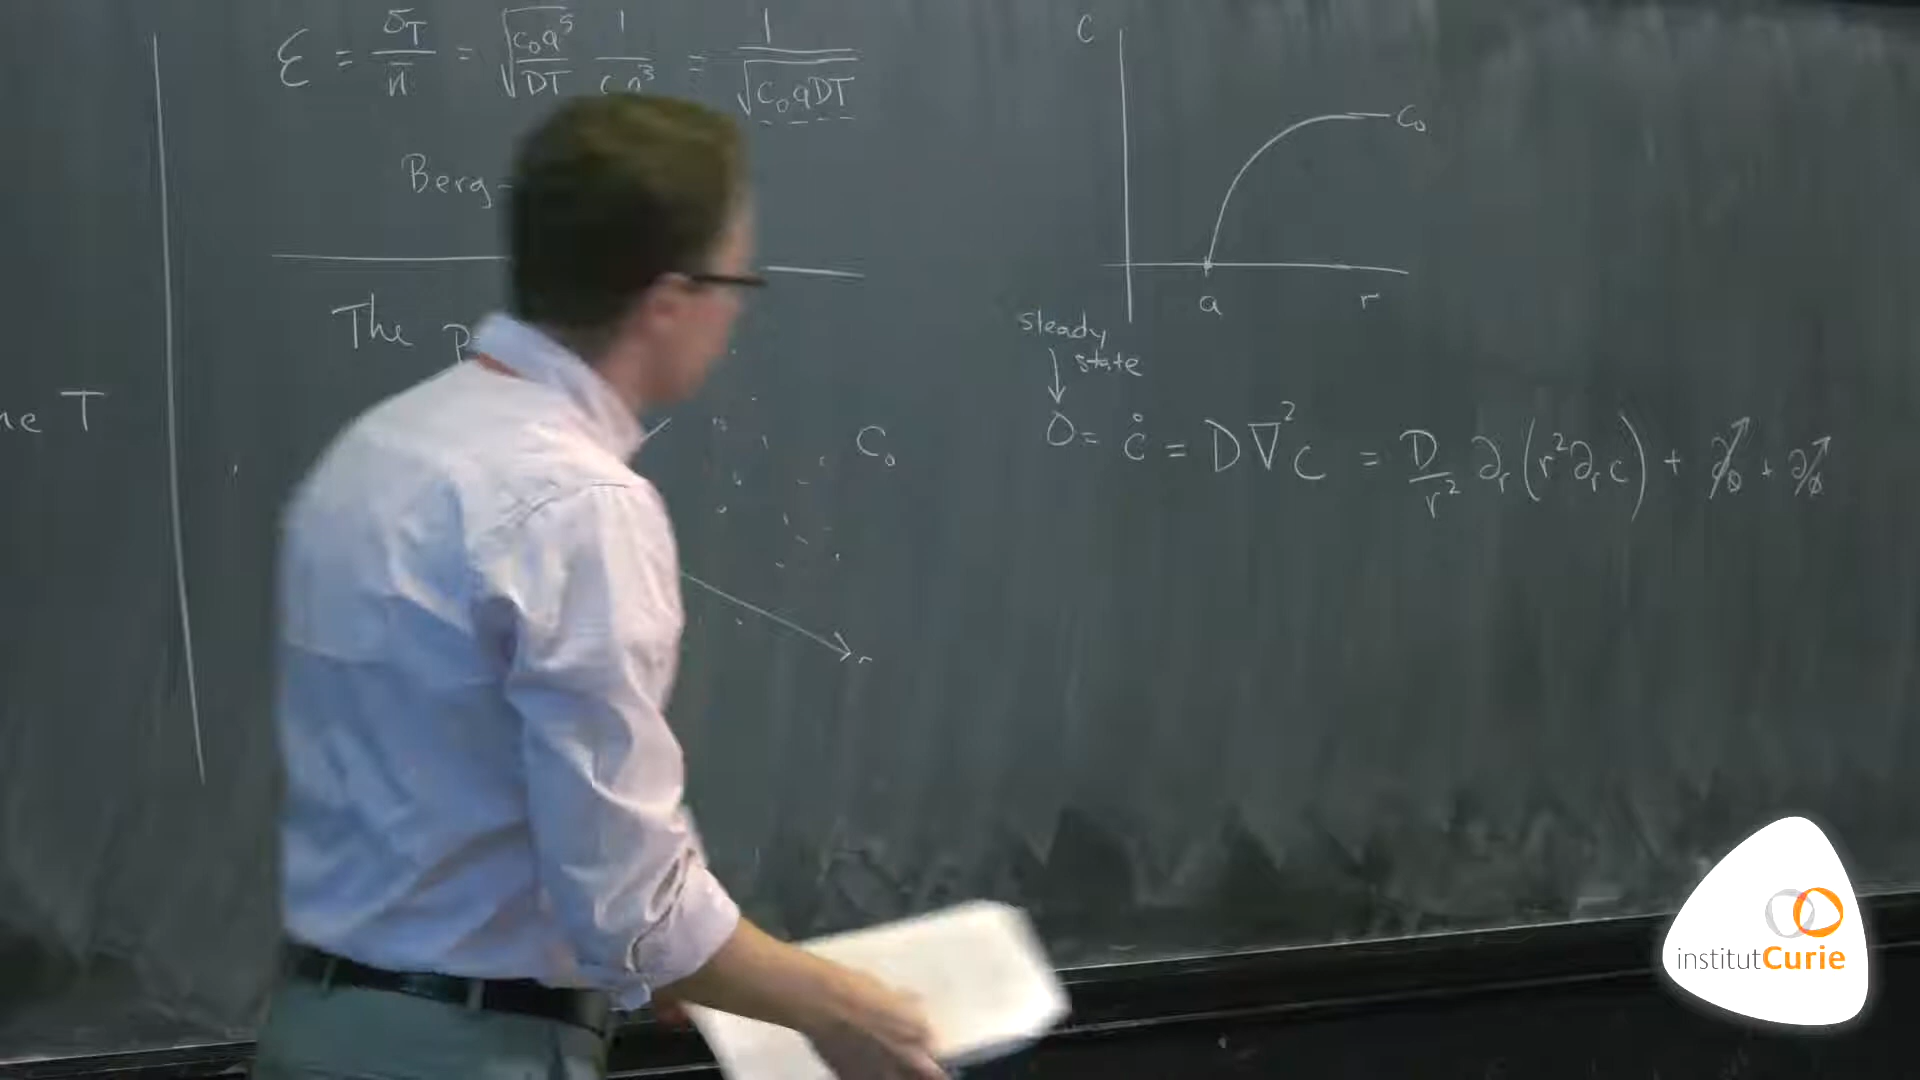 ε = σ_T / n̄ = √(c₀a⁵ / DT) 1 / c₀a³ = 1 / √(c₀aDT)
Berg-
The
ne T
C₀
r
C
C₀
a r
steady
state
0 = ċ = D∇²c = D/r² ∂_r (r²∂_r c) + ∂_θ + ∂_φ
institutCurie